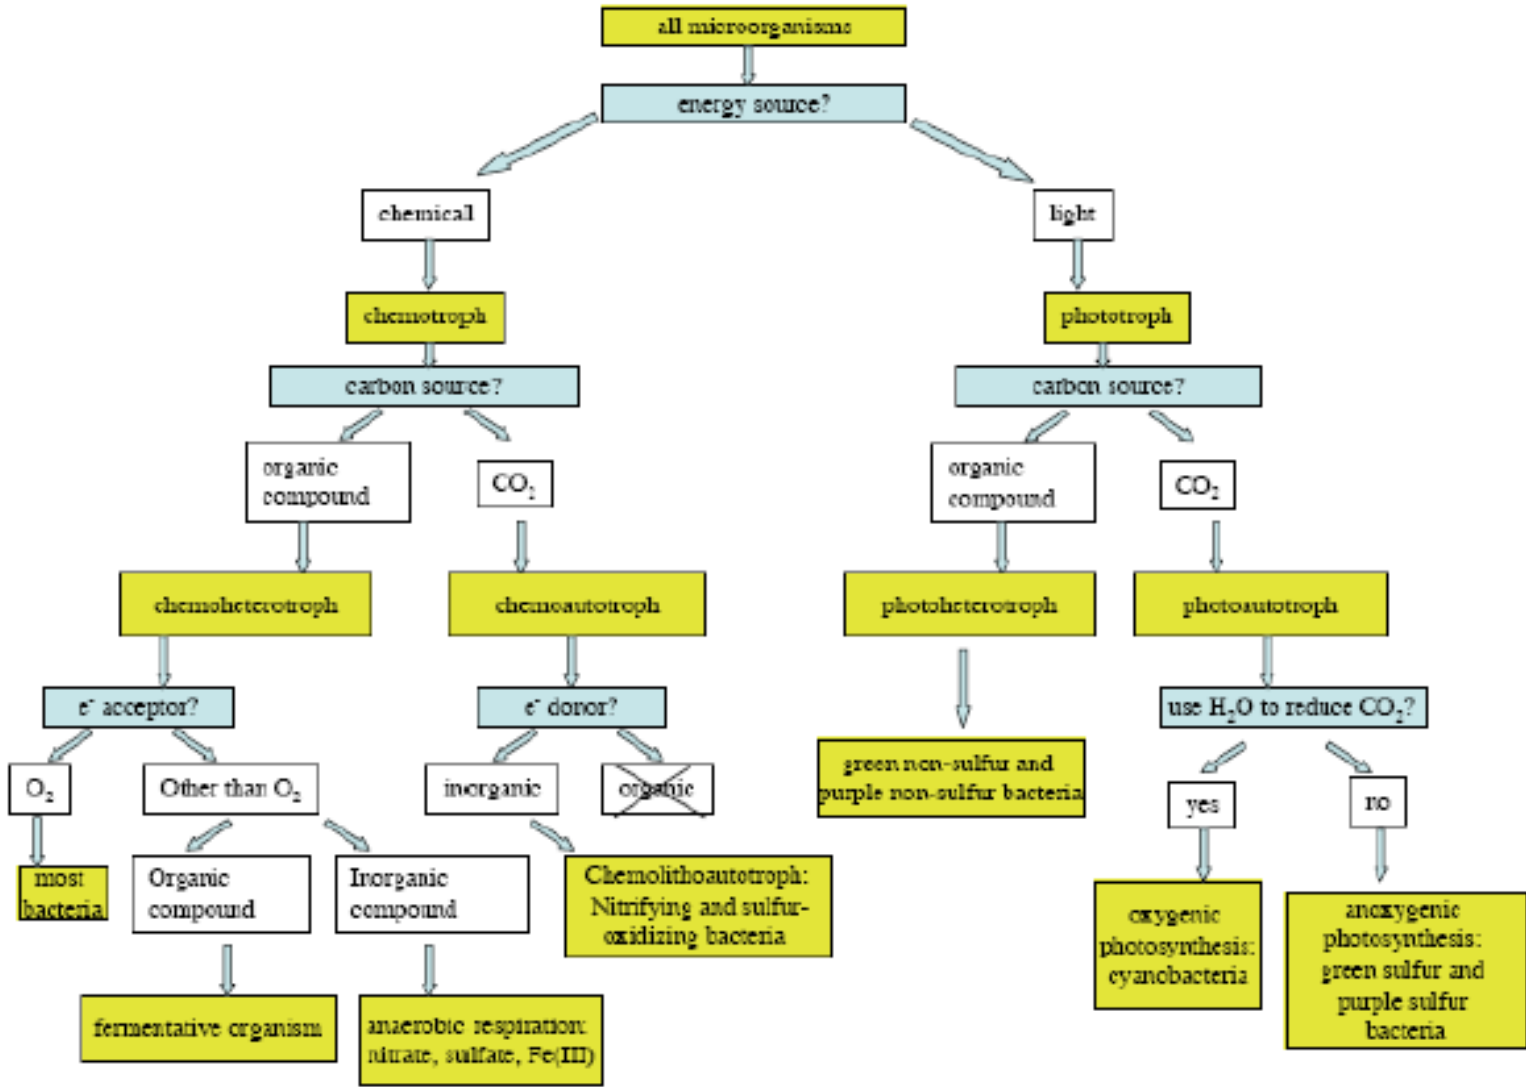 all microorganisms
energy source?
chemical
light
chemotroph
phototroph
carbon source?
carbon source?
organic
compound
CO₂
organic
compound
CO₂
chemoheterotroph
chemoautotroph
photoheterotroph
photoautotroph
e⁻ acceptor?
e⁻ donor?
use H₂O to reduce CO₂?
O₂
Other than O₂
inorganic
organic
green non-sulfur and
purple non-sulfur bacteria
yes
no
most
bacteria
Organic
compound
Inorganic
compound
Chemolithoautotroph:
Nitrifying and sulfur-
oxidizing bacteria
oxygenic
photosynthesis:
cyanobacteria
anoxygenic
photosynthesis:
green sulfur and
purple sulfur
bacteria
fermentative organism
anaerobic respiration:
nitrate, sulfate, Fe(III)